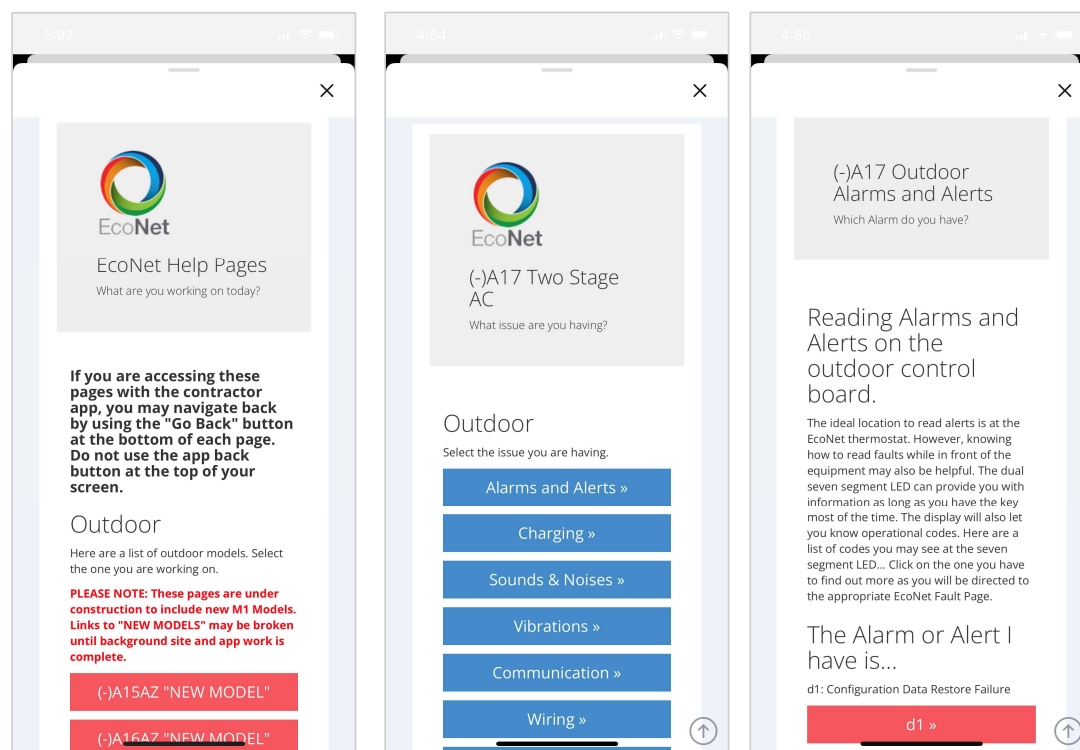 5:02
EcoNet
EcoNet Help Pages
What are you working on today?
If you are accessing these
pages with the contractor
app, you may navigate back
by using the "Go Back" button
at the bottom of each page.
Do not use the app back
button at the top of your
screen.
Outdoor
Here are a list of outdoor models. Select
the one you are working on.
PLEASE NOTE: These pages are under
construction to include new M1 Models.
Links to "NEW MODELS" may be broken
until background site and app work is
complete.
(-)A15AZ "NEW MODEL"
(-)A16AZ "NEW MODEL"
4:54
EcoNet
(-)A17 Two Stage
AC
What issue are you having?
Outdoor
Select the issue you are having.
Alarms and Alerts »
Charging »
Sounds & Noises »
Vibrations »
Communication »
Wiring »
4:56
(-)A17 Outdoor
Alarms and Alerts
Which Alarm do you have?
Reading Alarms and
Alerts on the
outdoor control
board.
The ideal location to read alerts is at the
EcoNet thermostat. However, knowing
how to read faults while in front of the
equipment may also be helpful. The dual
seven segment LED can provide you with
information as long as you have the key
most of the time. The display will also let
you know operational codes. Here are a
list of codes you may see at the seven
segment LED... Click on the one you have
to find out more as you will be directed to
the appropriate EcoNet Fault Page.
The Alarm or Alert I
have is...
d1: Configuration Data Restore Failure
d1 »